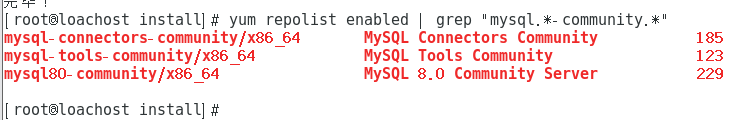 完毕！
[root@loachost install]# yum repolist enabled | grep "mysql.*-community.*"
mysql-connectors-community/x86_64 MySQL Connectors Community 185
mysql-tools-community/x86_64 MySQL Tools Community 123
mysql80-community/x86_64 MySQL 8.0 Community Server 229
[root@loachost install]#